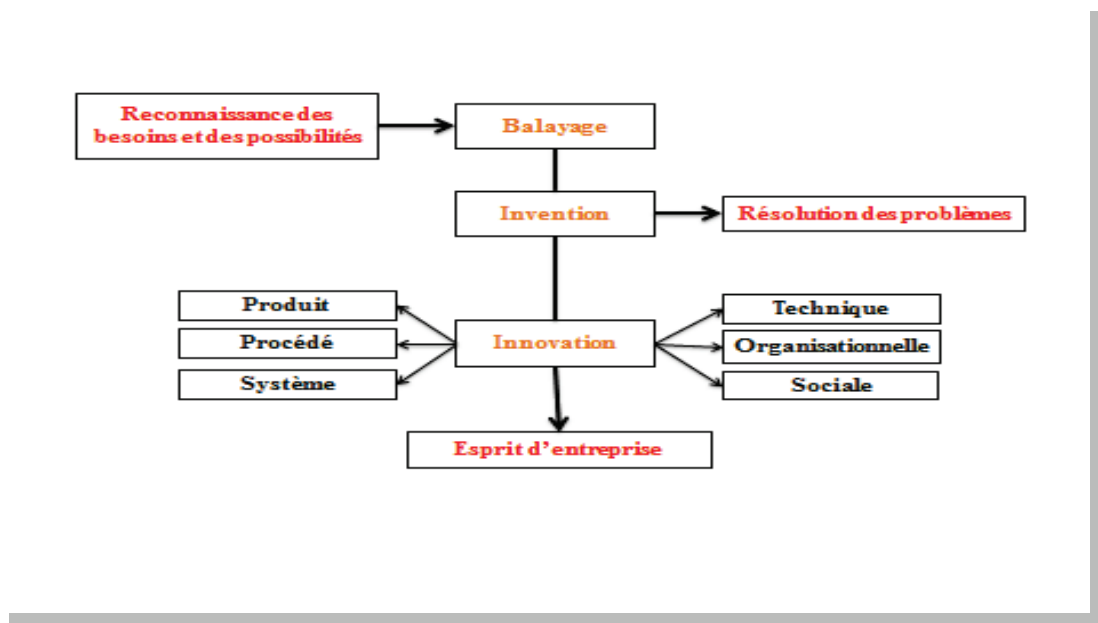 Reconnaissance des
besoins et des possibilités
Balayage
Invention
Résolution des problèmes
Produit
Technique
Procédé
Innovation
Organisationnelle
Système
Sociale
Esprit d’entreprise